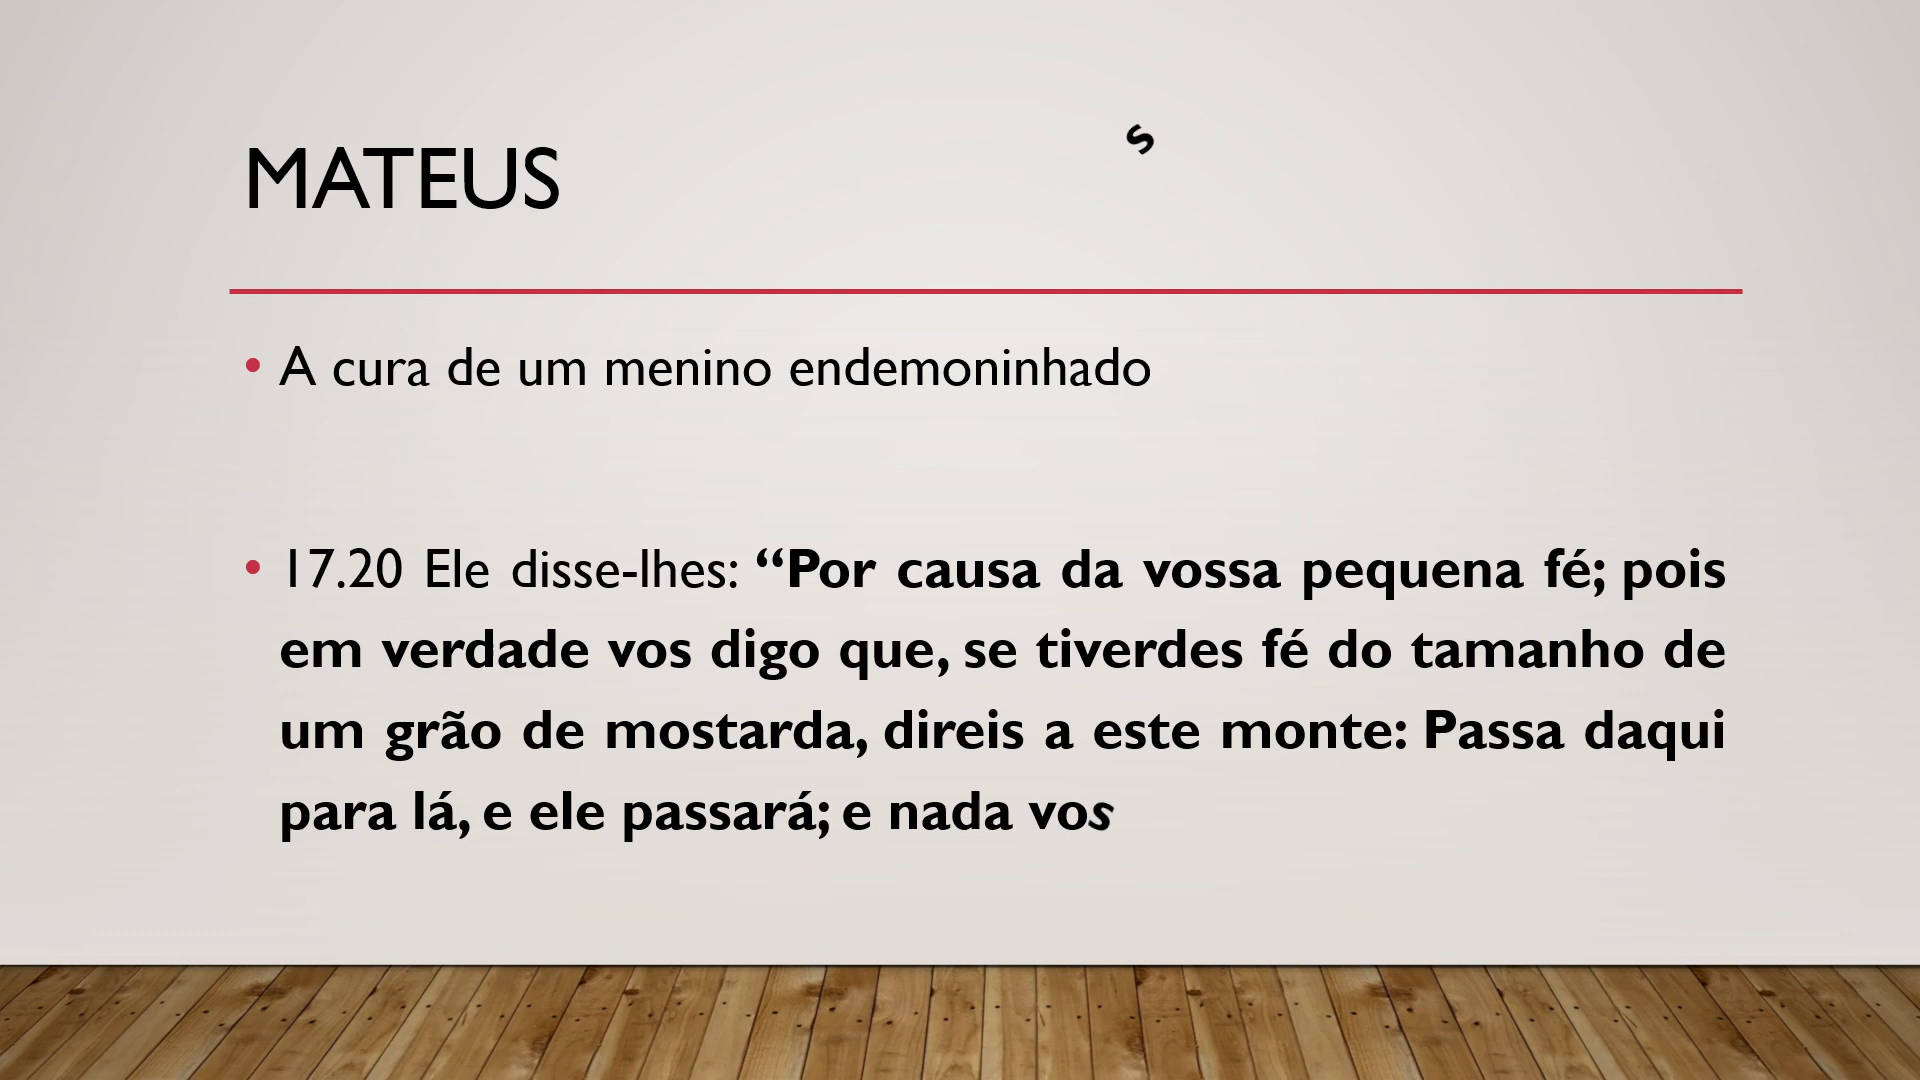 MATEUS
s
• A cura de um menino endemoninhado
• 17.20 Ele disse-lhes: “Por causa da vossa pequena fé; pois
em verdade vos digo que, se tiverdes fé do tamanho de
um grão de mostarda, direis a este monte: Passa daqui
para lá, e ele passará; e nada vos